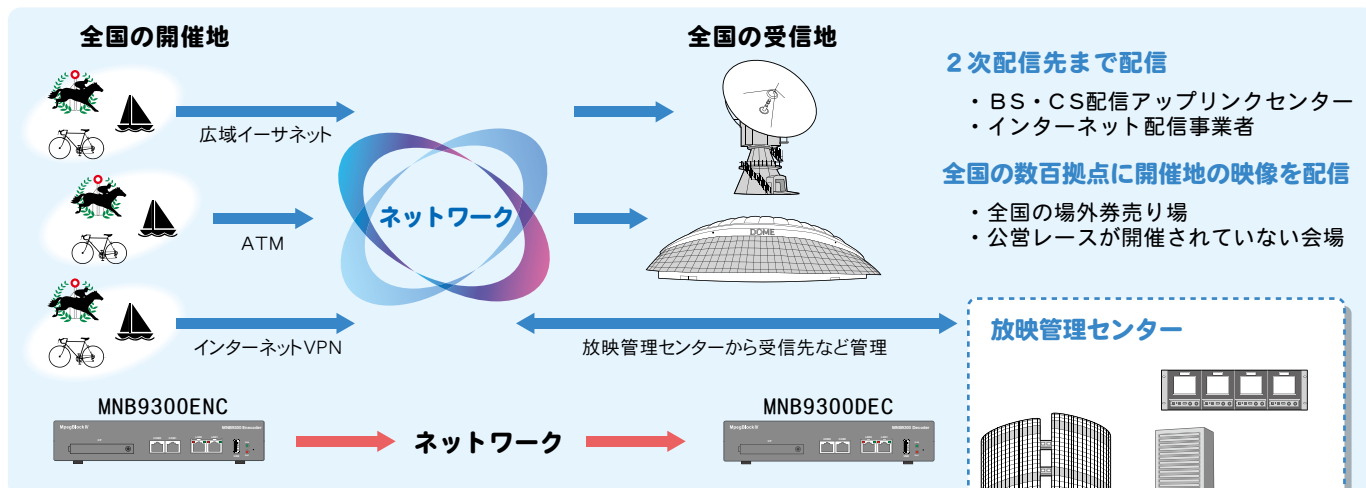 全国の開催地
全国の受信地
広域イーサネット
ATM
インターネットVPN
ネットワーク
DOME
放映管理センターから受信先など管理
2次配信先まで配信
・BS・CS配信アップリンクセンター
・インターネット配信事業者
全国の数百拠点に開催地の映像を配信
・全国の場外券売り場
・公営レースが開催されていない会場
放映管理センター
MNB9300ENC
MpegBlockⅣ
MNB9300 Encoder
ネットワーク
MNB9300DEC
MpegBlockⅣ
MNB9300 Decoder